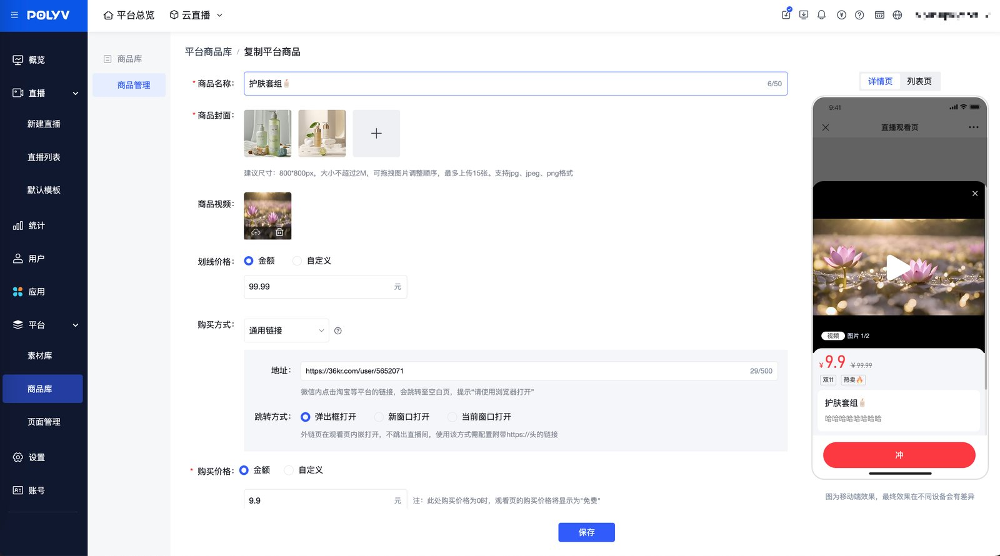 POLYV
平台总览
云直播
概览
直播
新建直播
直播列表
默认模板
统计
用户
应用
平台
素材库
商品库
页面管理
设置
账号
商品库
商品管理
平台商品库 / 复制平台商品
* 商品名称： 护肤套组🧴 6/50
* 商品封面：
建议尺寸：800*800px，大小不超过2M，可拖拽图片调整顺序，最多上传15张。支持jpg、jpeg、png格式
商品视频：
划线价格： 金额 自定义
99.99 元
购买方式： 通用链接
地址： https://36kr.com/user/5652071 29/500
微信内点击淘宝等平台的链接，会跳转至空白页，提示“请使用浏览器打开”
跳转方式： 弹出框打开 新窗口打开 当前窗口打开
外链页在观看页内嵌打开，不跳出直播间，使用该方式需配置附带https://头的链接
* 购买价格： 金额 自定义
9.9 元 注：此处购买价格为0时，观看页的购买价格将显示为"免费"
保存
详情页 列表页
9:41
直播观看页
视频 图片 1/2
¥ 9.9 ¥ 99.99
双11 热卖🔥
护肤套组🧴
哈哈哈哈哈哈哈哈
冲
图为移动端效果，最终效果在不同设备会有差异